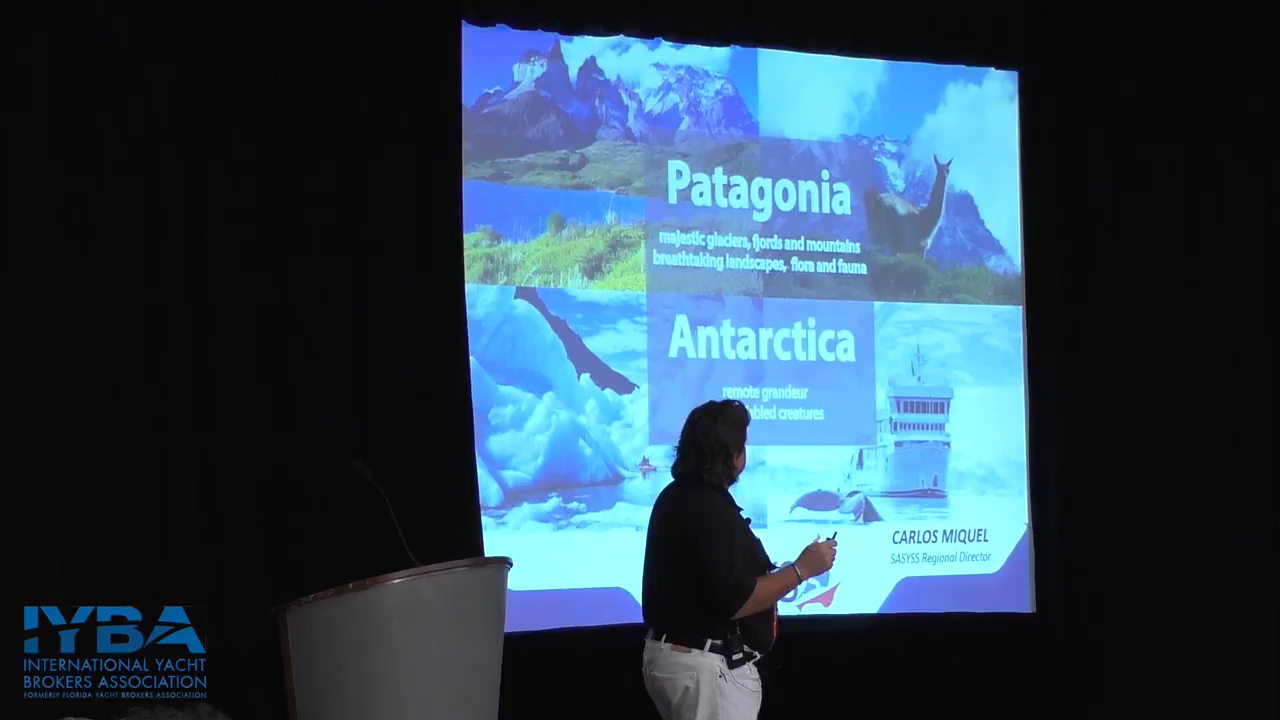 Patagonia
majestic glaciers, fjords and mountains
breathtaking landscapes, flora and fauna
Antarctica
remote grandeur
creatures
CARLOS MIQUEL
SASYSS Regional Director
IYBA
INTERNATIONAL YACHT
BROKERS ASSOCIATION
FORMERLY FLORIDA YACHT BROKERS ASSOCIATION